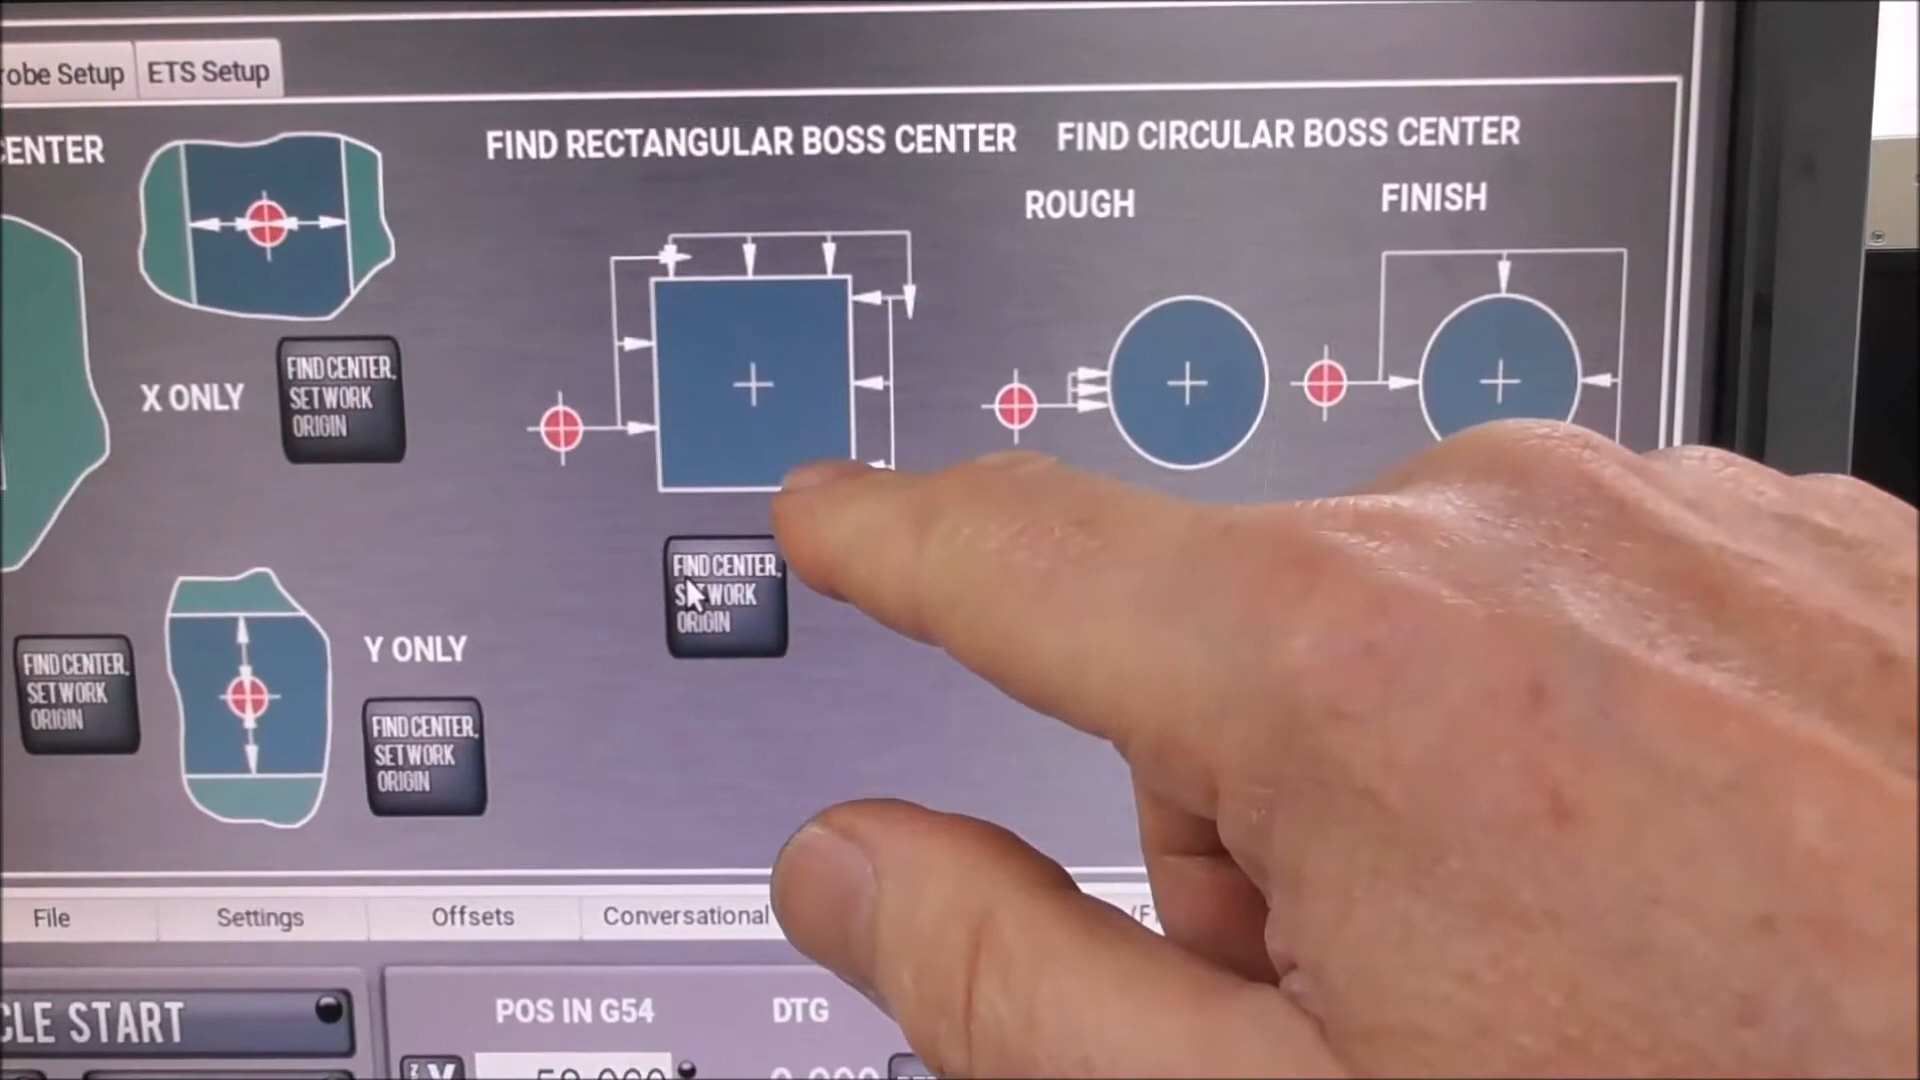 robe Setup
ETS Setup
CENTER
FIND RECTANGULAR BOSS CENTER
FIND CIRCULAR BOSS CENTER
ROUGH
FINISH
X ONLY
FIND CENTER,
SET WORK
ORIGIN
FIND CENTER,
SET WORK
ORIGIN
Y ONLY
FIND CENTER,
SET WORK
ORIGIN
FIND CENTER,
SET WORK
ORIGIN
File
Settings
Offsets
Conversational
CLE START
POS IN G54
DTG